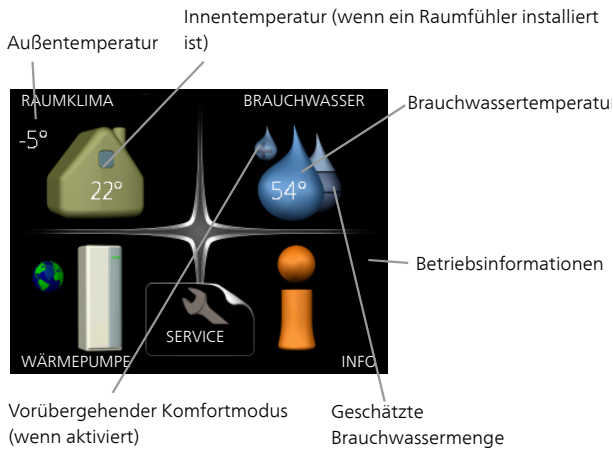 Innentemperatur (wenn ein Raumfühler installiert
ist)
Außentemperatur
RAUMKLIMA
BRAUCHWASSER
Brauchwassertemperatur
-5°
22°
54°
Betriebsinformationen
SERVICE
WÄRMEPUMPE
INFO
Vorübergehender Komfortmodus
(wenn aktiviert)
Geschätzte
Brauchwassermenge